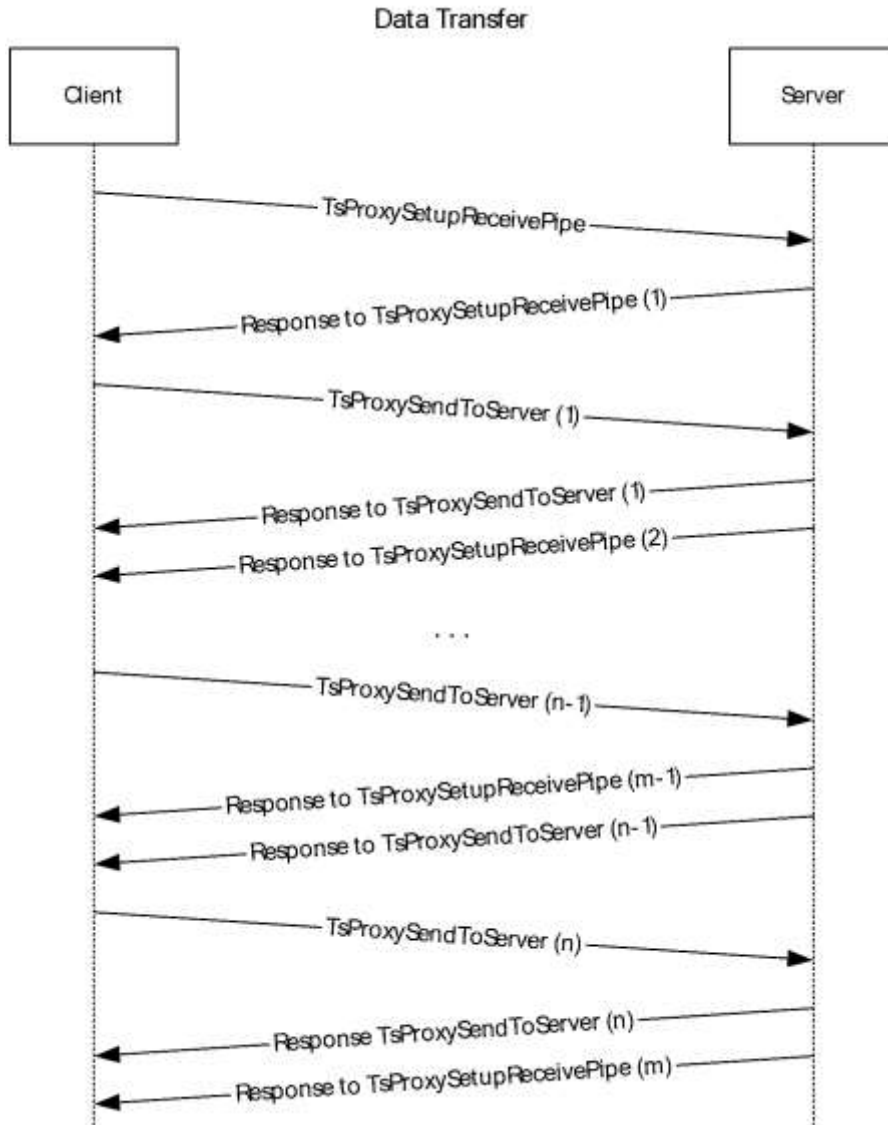 Data Transfer
Client
Server
TsProxySetupReceivePipe
Response to TsProxySetupReceivePipe (1)
TsProxySendToServer (1)
Response to TsProxySendToServer (1)
Response to TsProxySetupReceivePipe (2)
. . .
TsProxySendToServer (n-1)
Response to TsProxySetupReceivePipe (m-1)
Response to TsProxySendToServer (n-1)
TsProxySendToServer (n)
Response TsProxySendToServer (n)
Response to TsProxySetupReceivePipe (m)